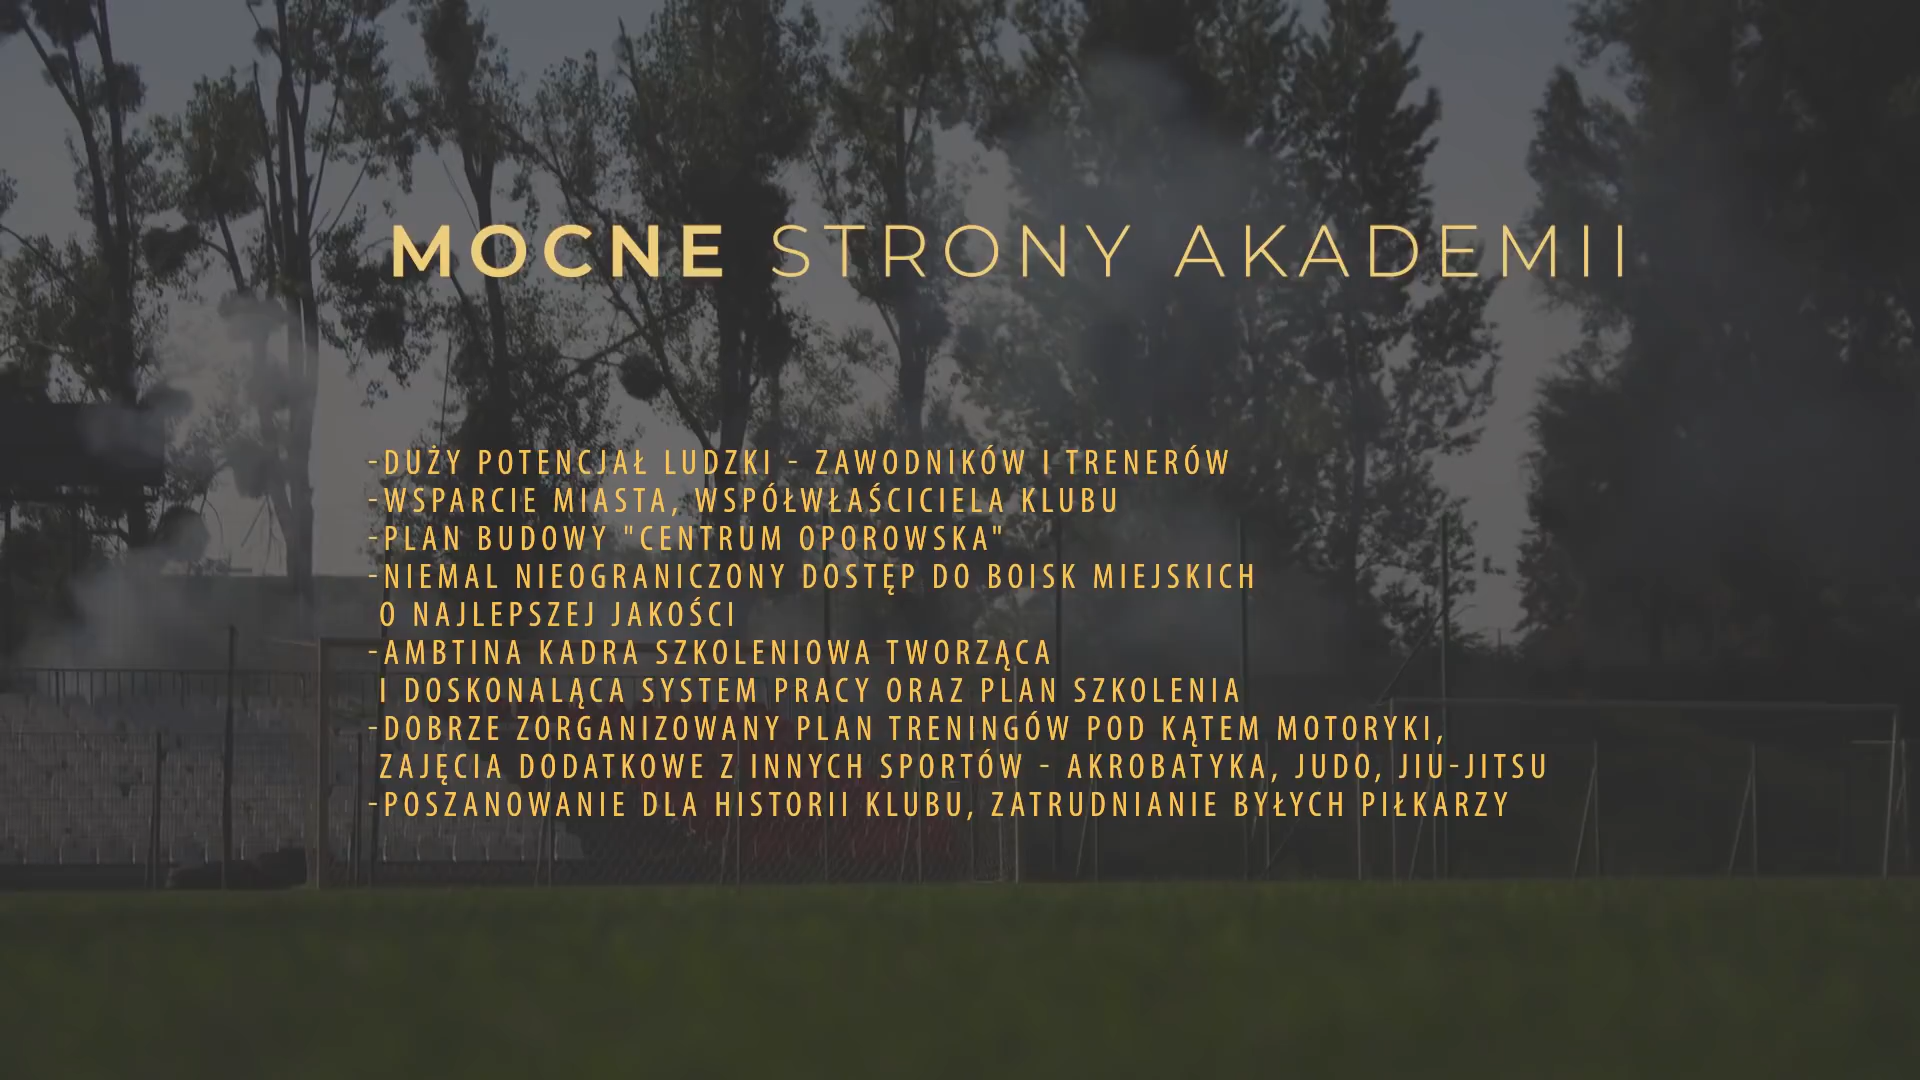 MOCNE STRONY AKADEMII
-DUŻY POTENCJAŁ LUDZKI - ZAWODNIKÓW I TRENERÓW
-WSPARCIE MIASTA, WSPÓŁWŁAŚCICIELA KLUBU
-PLAN BUDOWY "CENTRUM OPOROWSKA"
-NIEMAL NIEOGRANICZONY DOSTĘP DO BOISK MIEJSKICH
O NAJLEPSZEJ JAKOŚCI
-AMBTINA KADRA SZKOLENIOWA TWORZĄCA
I DOSKONALĄCA SYSTEM PRACY ORAZ PLAN SZKOLENIA
-DOBRZE ZORGANIZOWANY PLAN TRENINGÓW POD KĄTEM MOTORYKI,
ZAJĘCIA DODATKOWE Z INNYCH SPORTÓW - AKROBATYKA, JUDO, JIU-JITSU
-POSZANOWANIE DLA HISTORII KLUBU, ZATRUDNIANIE BYŁYCH PIŁKARZY